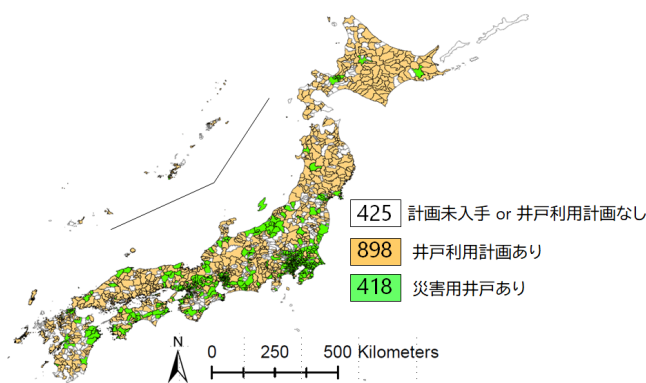 425 計画未入手 or 井戸利用計画なし
898 井戸利用計画あり
418 災害用井戸あり
N
0 250 500 Kilometers